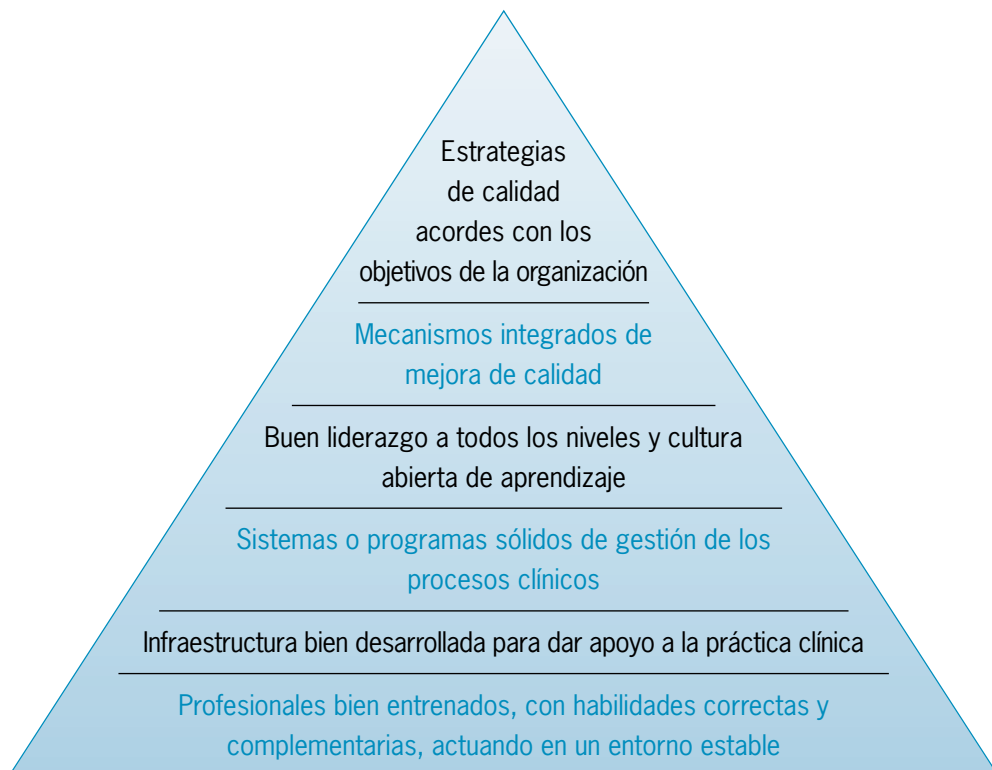 Estrategias
de calidad
acordes con los
objetivos de la organización
Mecanismos integrados de
mejora de calidad
Buen liderazgo a todos los niveles y cultura
abierta de aprendizaje
Sistemas o programas sólidos de gestión de los
procesos clínicos
Infraestructura bien desarrollada para dar apoyo a la práctica clínica
Profesionales bien entrenados, con habilidades correctas y
complementarias, actuando en un entorno estable